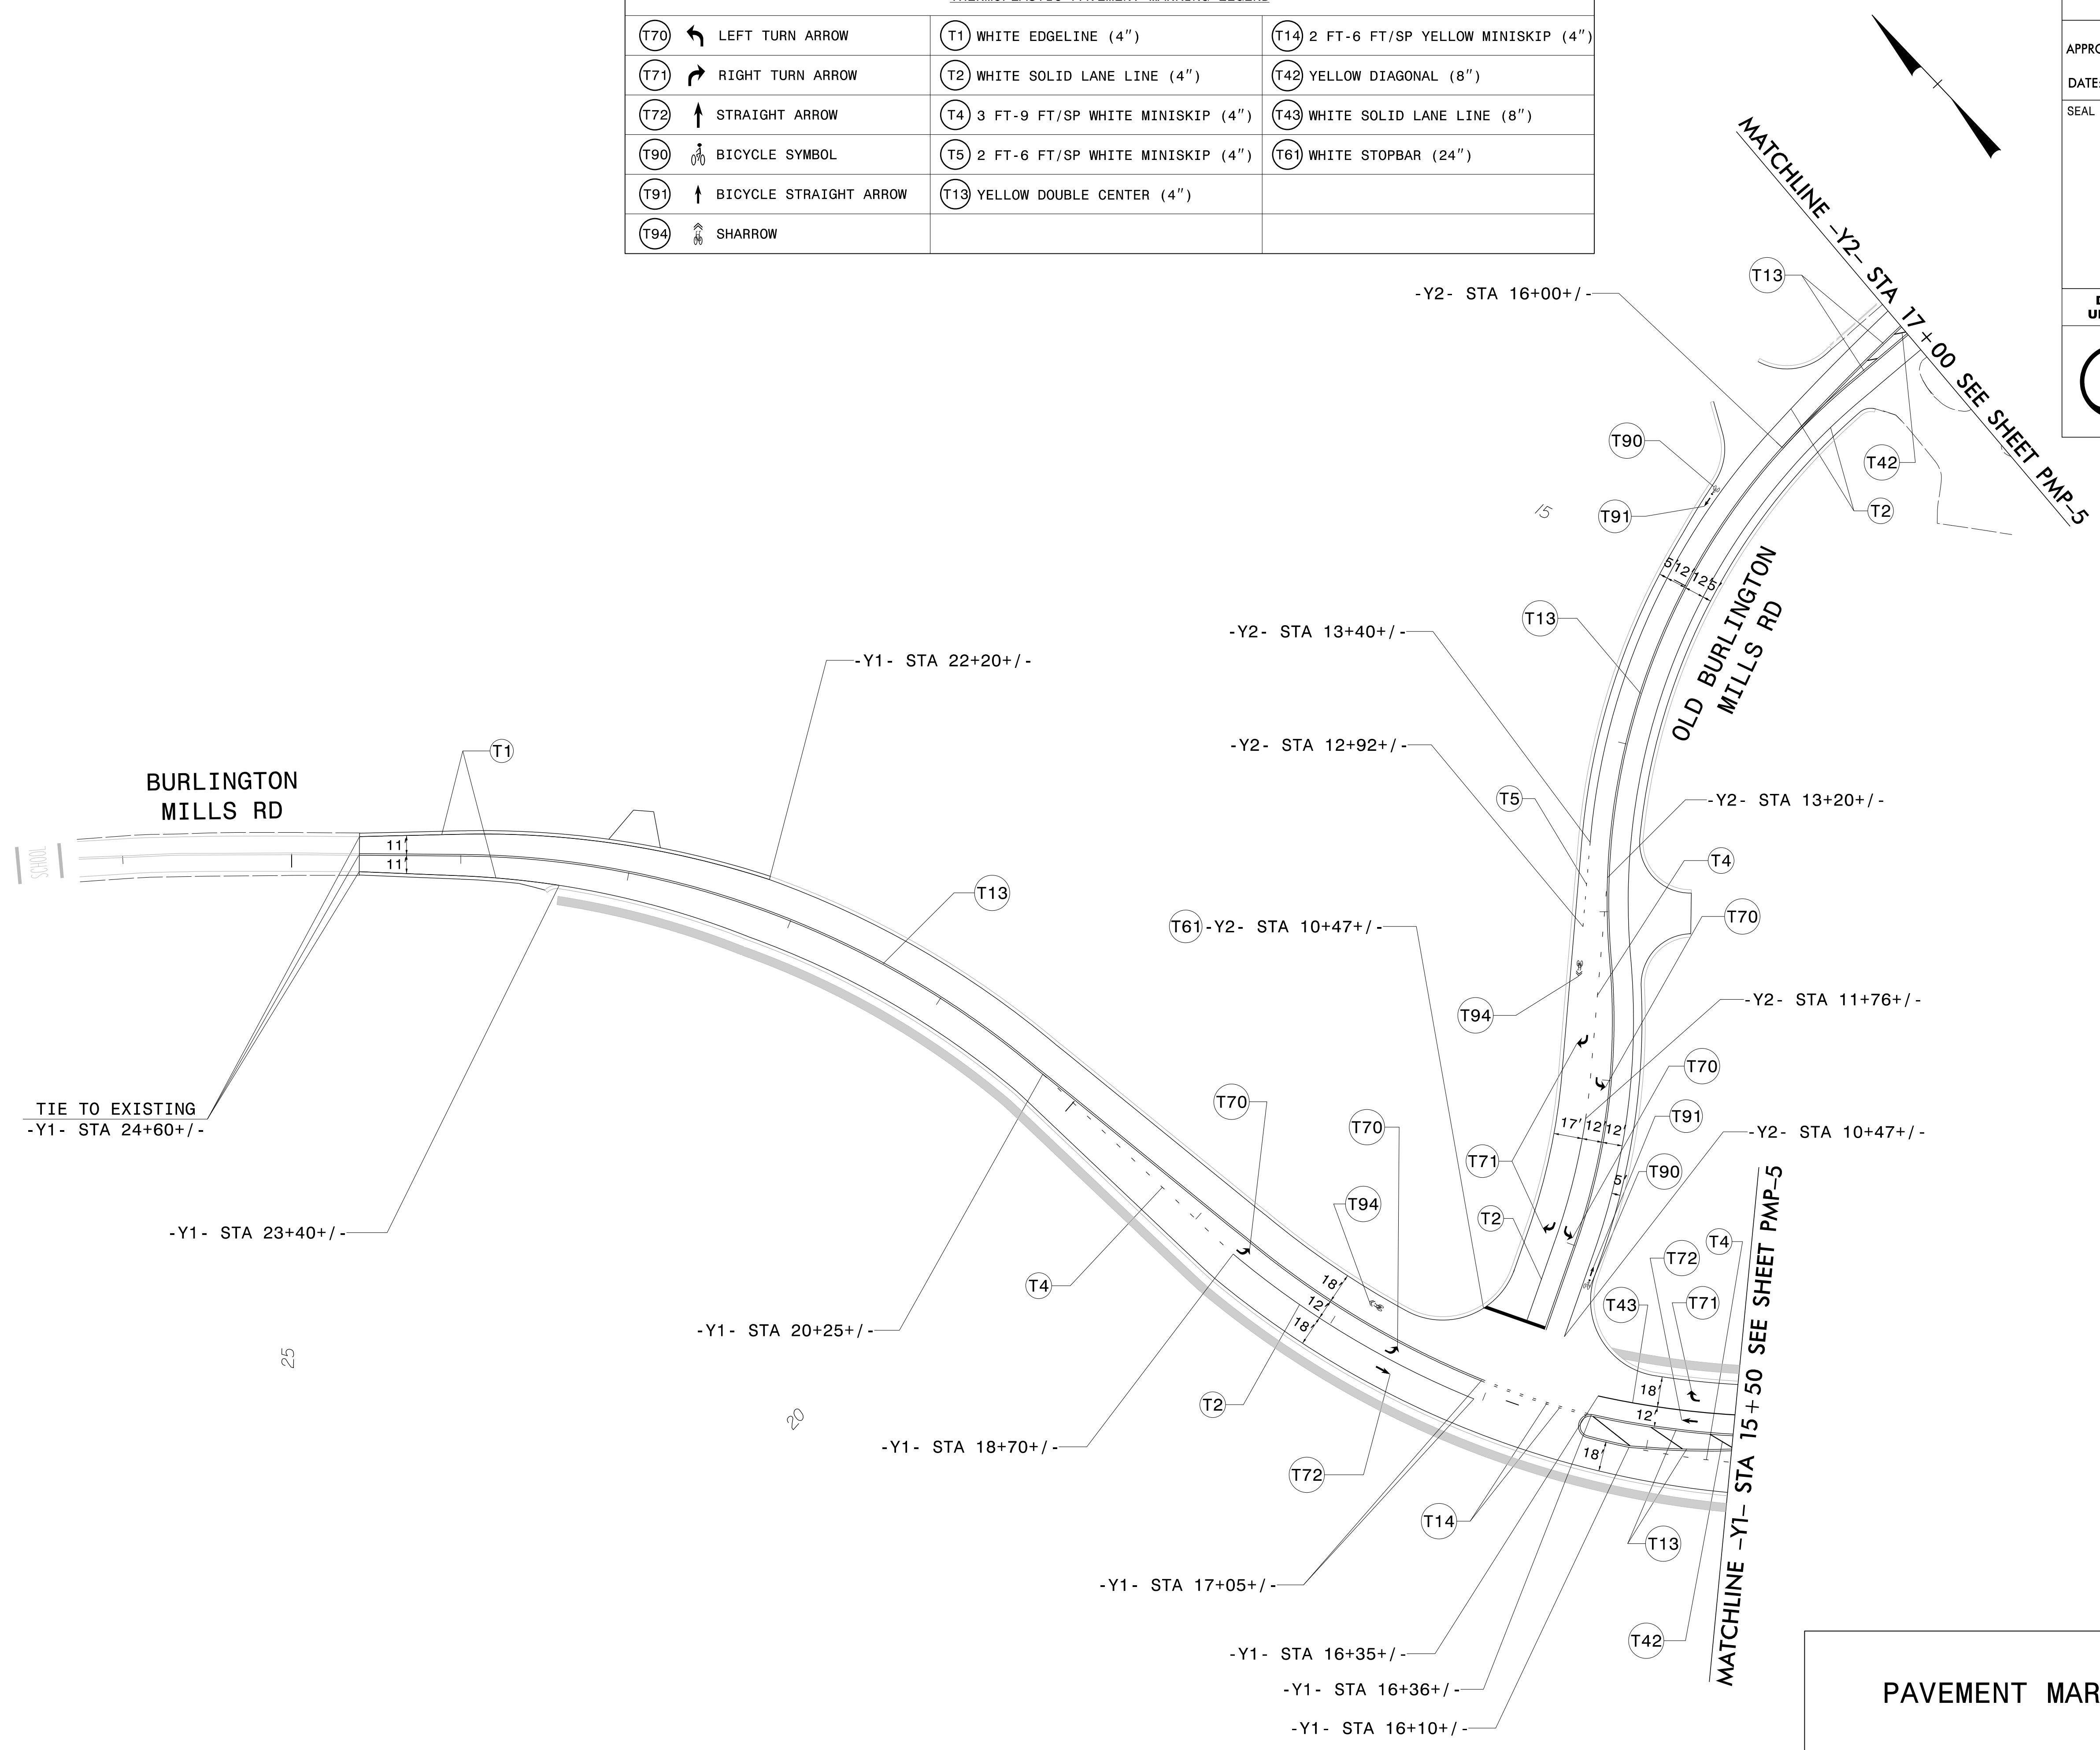 THERMOPLASTIC PAVEMENT MARKING LEGEND
T70 LEFT TURN ARROW
T1 WHITE EDGELINE (4")
T14 2 FT-6 FT/SP YELLOW MINISKIP (4")
T71 RIGHT TURN ARROW
T2 WHITE SOLID LANE LINE (4")
T42 YELLOW DIAGONAL (8")
T72 STRAIGHT ARROW
T4 3 FT-9 FT/SP WHITE MINISKIP (4")
T43 WHITE SOLID LANE LINE (8")
T90 BICYCLE SYMBOL
T5 2 FT-6 FT/SP WHITE MINISKIP (4")
T61 WHITE STOPBAR (24")
T91 BICYCLE STRAIGHT ARROW
T13 YELLOW DOUBLE CENTER (4")
T94 SHARROW
DATE:
SEAL
MATCHLINE -Y2- STA 17+00 SEE SHEET PMP-5
T13
-Y2- STA 16+00+/-
T90
T42
T91
T2
15
5'
12'
12'
5'
OLD BURLINGTON
MILLS RD
T13
-Y2- STA 13+40+/-
-Y1- STA 22+20+/-
-Y2- STA 12+92+/-
T1
BURLINGTON
MILLS RD
T5
-Y2- STA 13+20+/-
SCHOOL
11'
11'
T4
T13
T70
T61 -Y2- STA 10+47+/-
-Y2- STA 11+76+/-
T94
T70
T70
T91
TIE TO EXISTING
-Y1- STA 24+60+/-
T70
17'
12'
12'
-Y2- STA 10+47+/-
T71
T90
5'
T94
T2
-Y1- STA 23+40+/-
T4
T72
T4
18'
12'
18'
T43
T71
-Y1- STA 20+25+/-
25
18'
12'
18'
T2
20
-Y1- STA 18+70+/-
T72
T14
T13
-Y1- STA 17+05+/-
T42
-Y1- STA 16+35+/-
-Y1- STA 16+36+/-
-Y1- STA 16+10+/-
MATCHLINE -Y1- STA 15+50 SEE SHEET PMP-5
PAVEMENT MAR